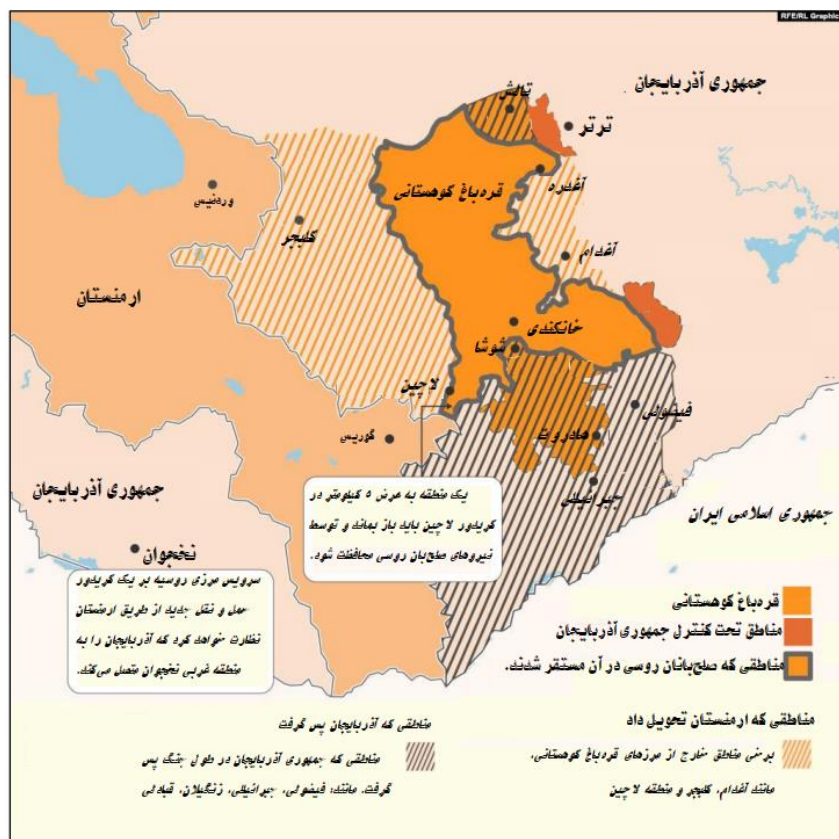 RFE/RL Graphic
جمهوری آذربایجان
تالش
ترتر
آغدره
قره‌باغ کوهستانی
وردنیس
کلبجر
آغدام
ارمنستان
خانکندی
شوشا
لاچین
فیضولی
گوریس
هادروت
جبرائیلی
جمهوری آذربایجان
نخجوان
جمهوری اسلامی ایران
یک منطقه به عرض ۵ کیلومتر در
کریدور لاچین باید باز بماند و توسط
نیروهای صلح‌بان روسی محافظت شود.
سرویس مرزی روسیه بر یک کریدور
حمل و نقل جدید از طریق ارمنستان
نظارت خواهد کرد که آذربایجان را به
منطقه غربی نخجوان متصل می‌کند.
قره‌باغ کوهستانی
مناطق تحت کنترل جمهوری آذربایجان
مناطقی که صلح‌بانان روسی در آن مستقر شدند.
مناطقی که ارمنستان تحویل داد
برخی مناطق خارج از مرزهای قره‌باغ کوهستانی،
مانند آغدام، کلبجر و منطقه لاچین
مناطقی که آذربایجان پس گرفت
مناطقی که جمهوری آذربایجان در طول جنگ پس
گرفت. مانند: فیضولی، جبرائیلی، زنگیلان، قبادلی